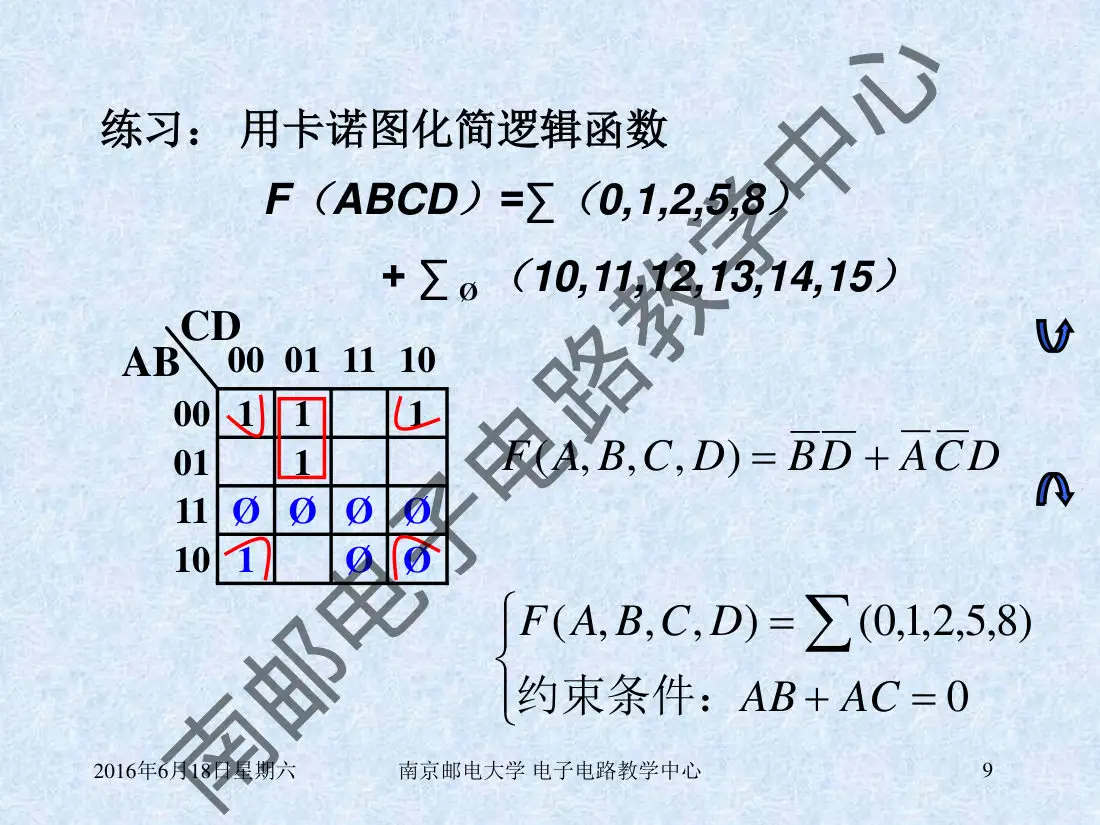 练习： 用卡诺图化简逻辑函数
F（ABCD）=∑（0,1,2,5,8）
+ ∑ Ø （10,11,12,13,14,15）
CD
AB 00 01 11 10
00 1 1 1
01 1
11 Ø Ø Ø Ø
10 1 Ø Ø
F(A,B,C,D) = B̅ D̅ + A̅ C̅ D
F(A,B,C,D) = ∑(0,1,2,5,8)
约束条件：AB + AC = 0
2016年6月18日星期六 南京邮电大学 电子电路教学中心 9
南邮电子电路教学中心